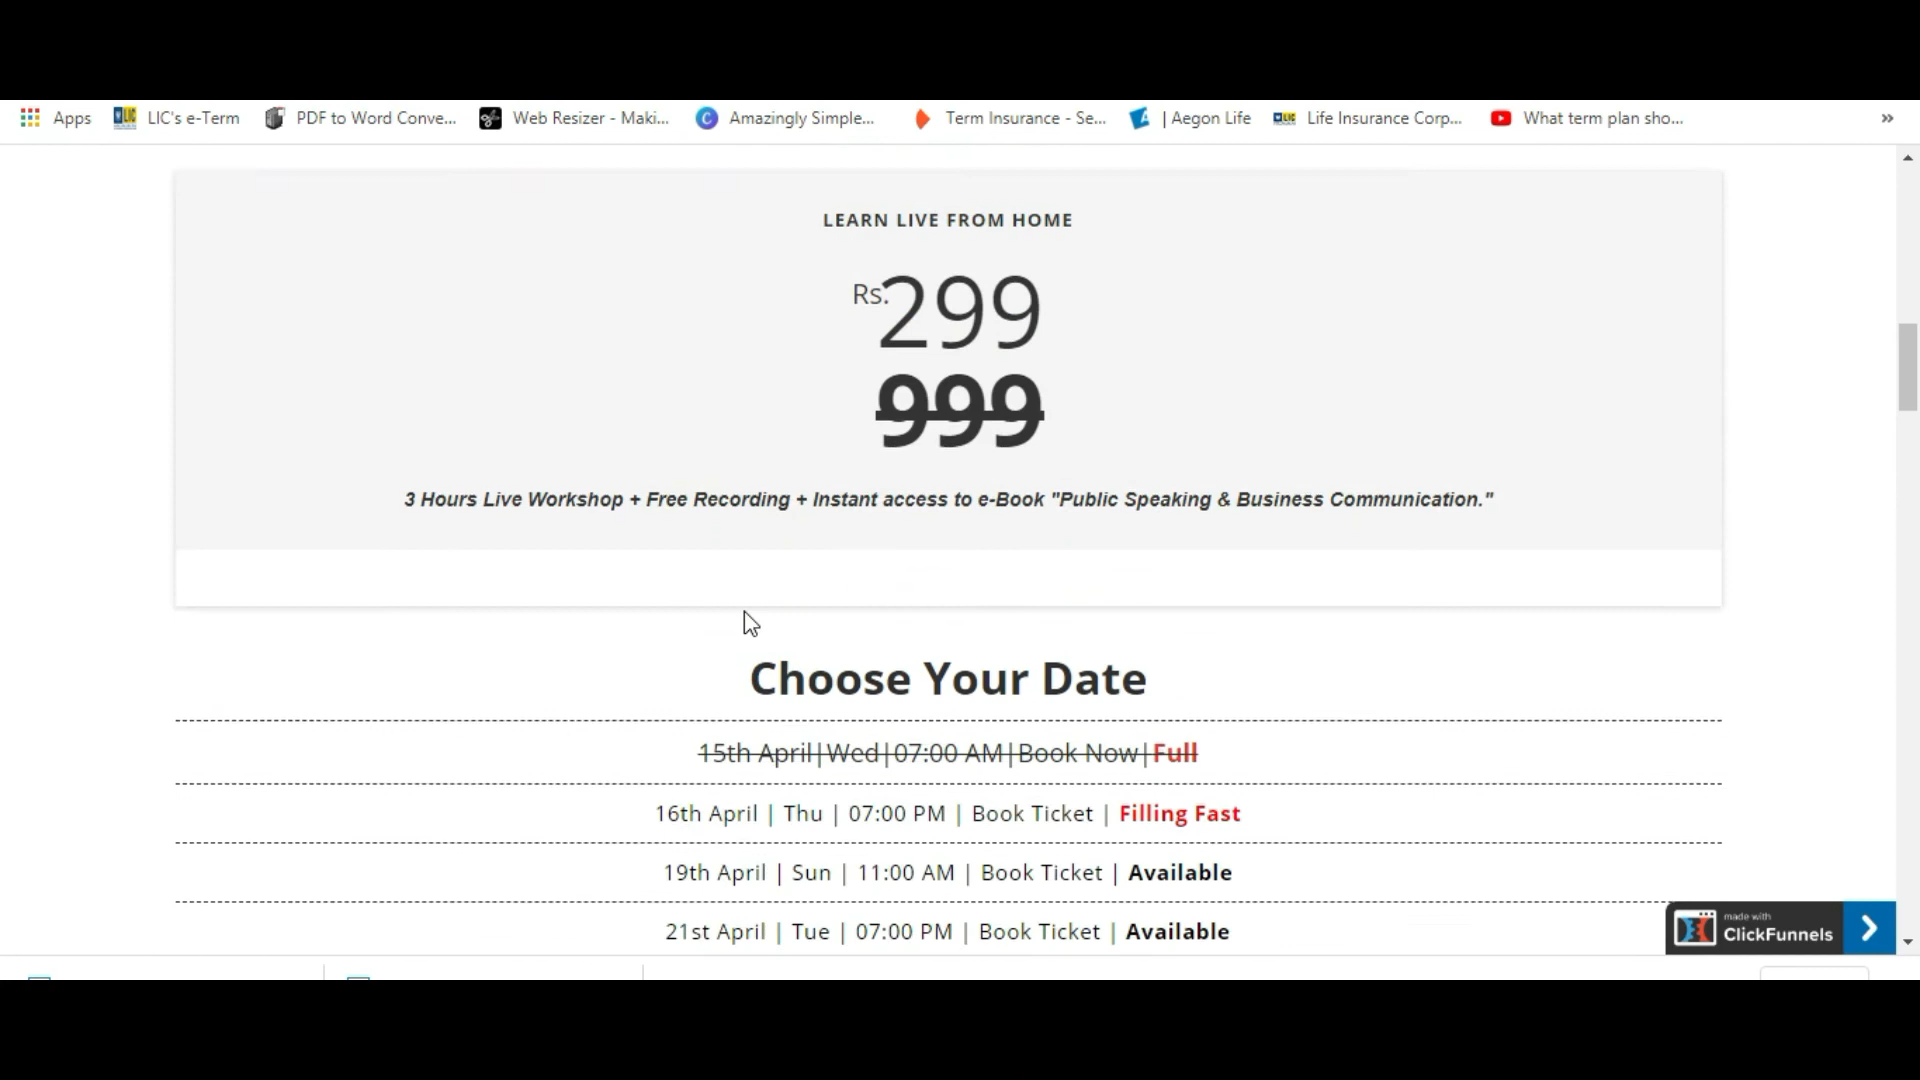 Apps LIC's e-Term PDF to Word Conve... Web Resizer - Maki... Amazingly Simple... Term Insurance - Se... | Aegon Life Life Insurance Corp... What term plan sho... »
LEARN LIVE FROM HOME
Rs.299
999
3 Hours Live Workshop + Free Recording + Instant access to e-Book "Public Speaking & Business Communication."
Choose Your Date
15th April|Wed|07:00 AM|Book Now|Full
16th April | Thu | 07:00 PM | Book Ticket | Filling Fast
19th April | Sun | 11:00 AM | Book Ticket | Available
21st April | Tue | 07:00 PM | Book Ticket | Available
made with
ClickFunnels